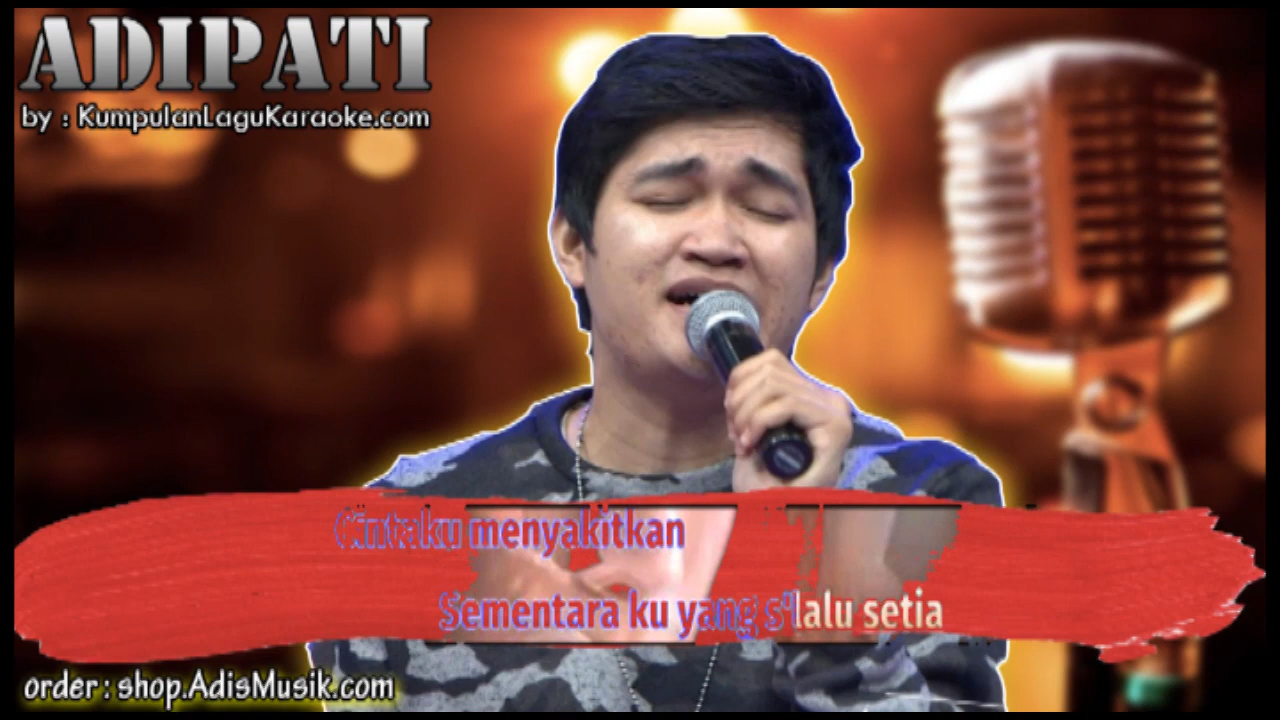 ADIPATI
by : KumpulanLaguKaraoke.com
Cintaku menyakitkan
Sementara ku yang s'lalu setia
order : shop.AdisMusik.com